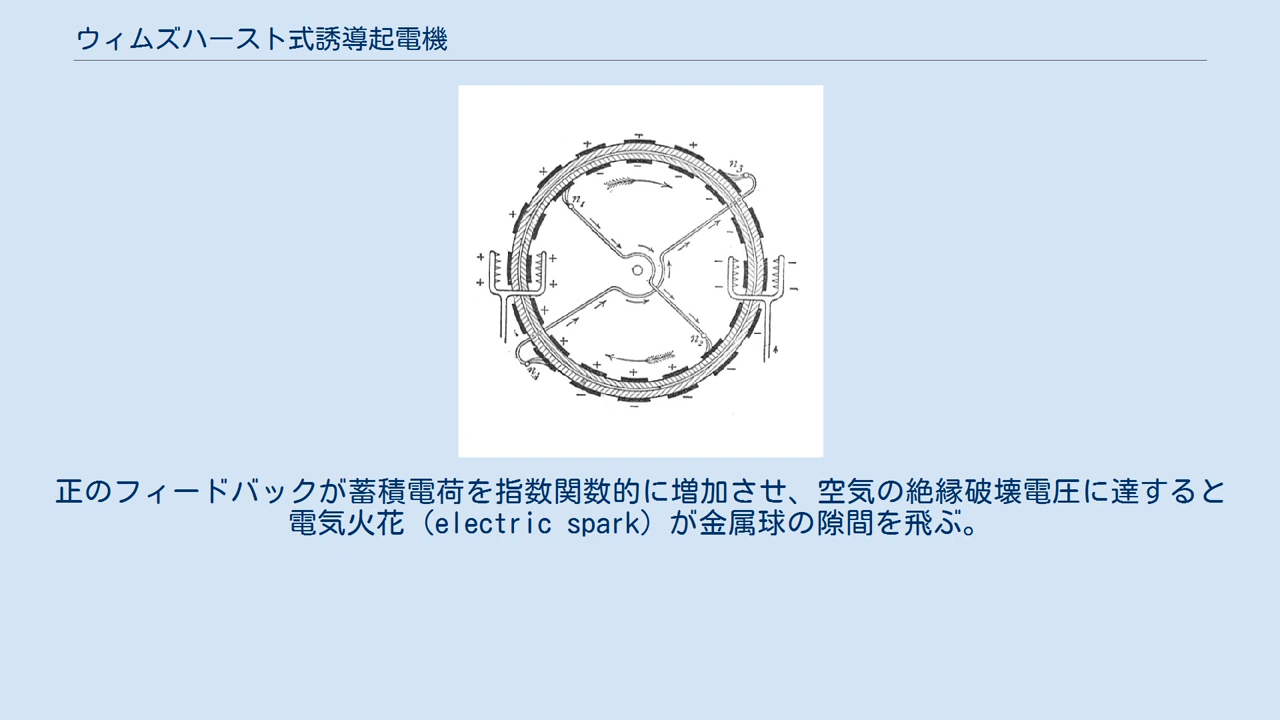 ウィムズハースト式誘導起電機
n₃
n₁
n₂
正のフィードバックが蓄積電荷を指数関数的に増加させ、空気の絶縁破壊電圧に達すると
電気火花（electric spark）が金属球の隙間を飛ぶ。